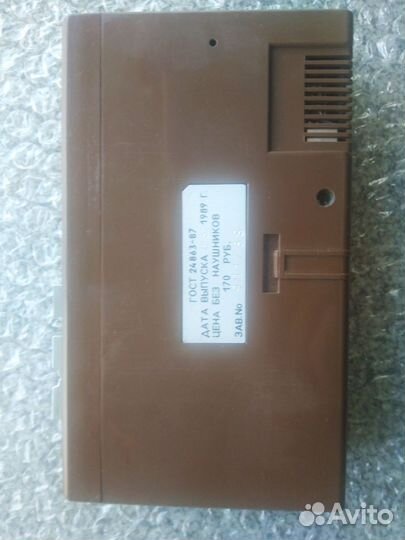 ГОСТ 24863-87
ДАТА ВЫПУСКА 1989 Г.
ЦЕНА БЕЗ НАУШНИКОВ
170 РУБ.
ЗАВ.No
Avito